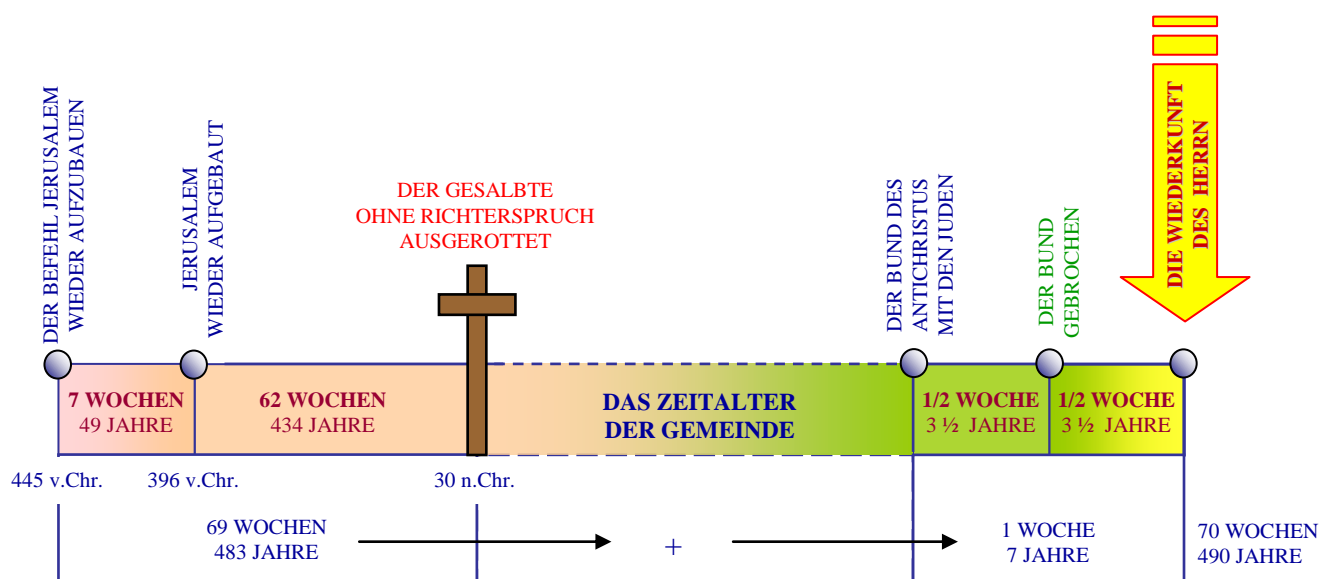 DER BEFEHL JERUSALEM
WIEDER AUFZUBAUEN
JERUSALEM
WIEDER AUFGEBAUT
DER GESALBTE
OHNE RICHTERSPRUCH
AUSGEROTTET
DER BUND DES
ANTICHRISTUS
MIT DEN JUDEN
DER BUND
GEBROCHEN
DIE WIEDERKUNFT
DES HERRN
7 WOCHEN
49 JAHRE
62 WOCHEN
434 JAHRE
DAS ZEITALTER
DER GEMEINDE
1/2 WOCHE
3 ½ JAHRE
1/2 WOCHE
3 ½ JAHRE
445 v.Chr.
396 v.Chr.
30 n.Chr.
69 WOCHEN
483 JAHRE
+
1 WOCHE
7 JAHRE
70 WOCHEN
490 JAHRE